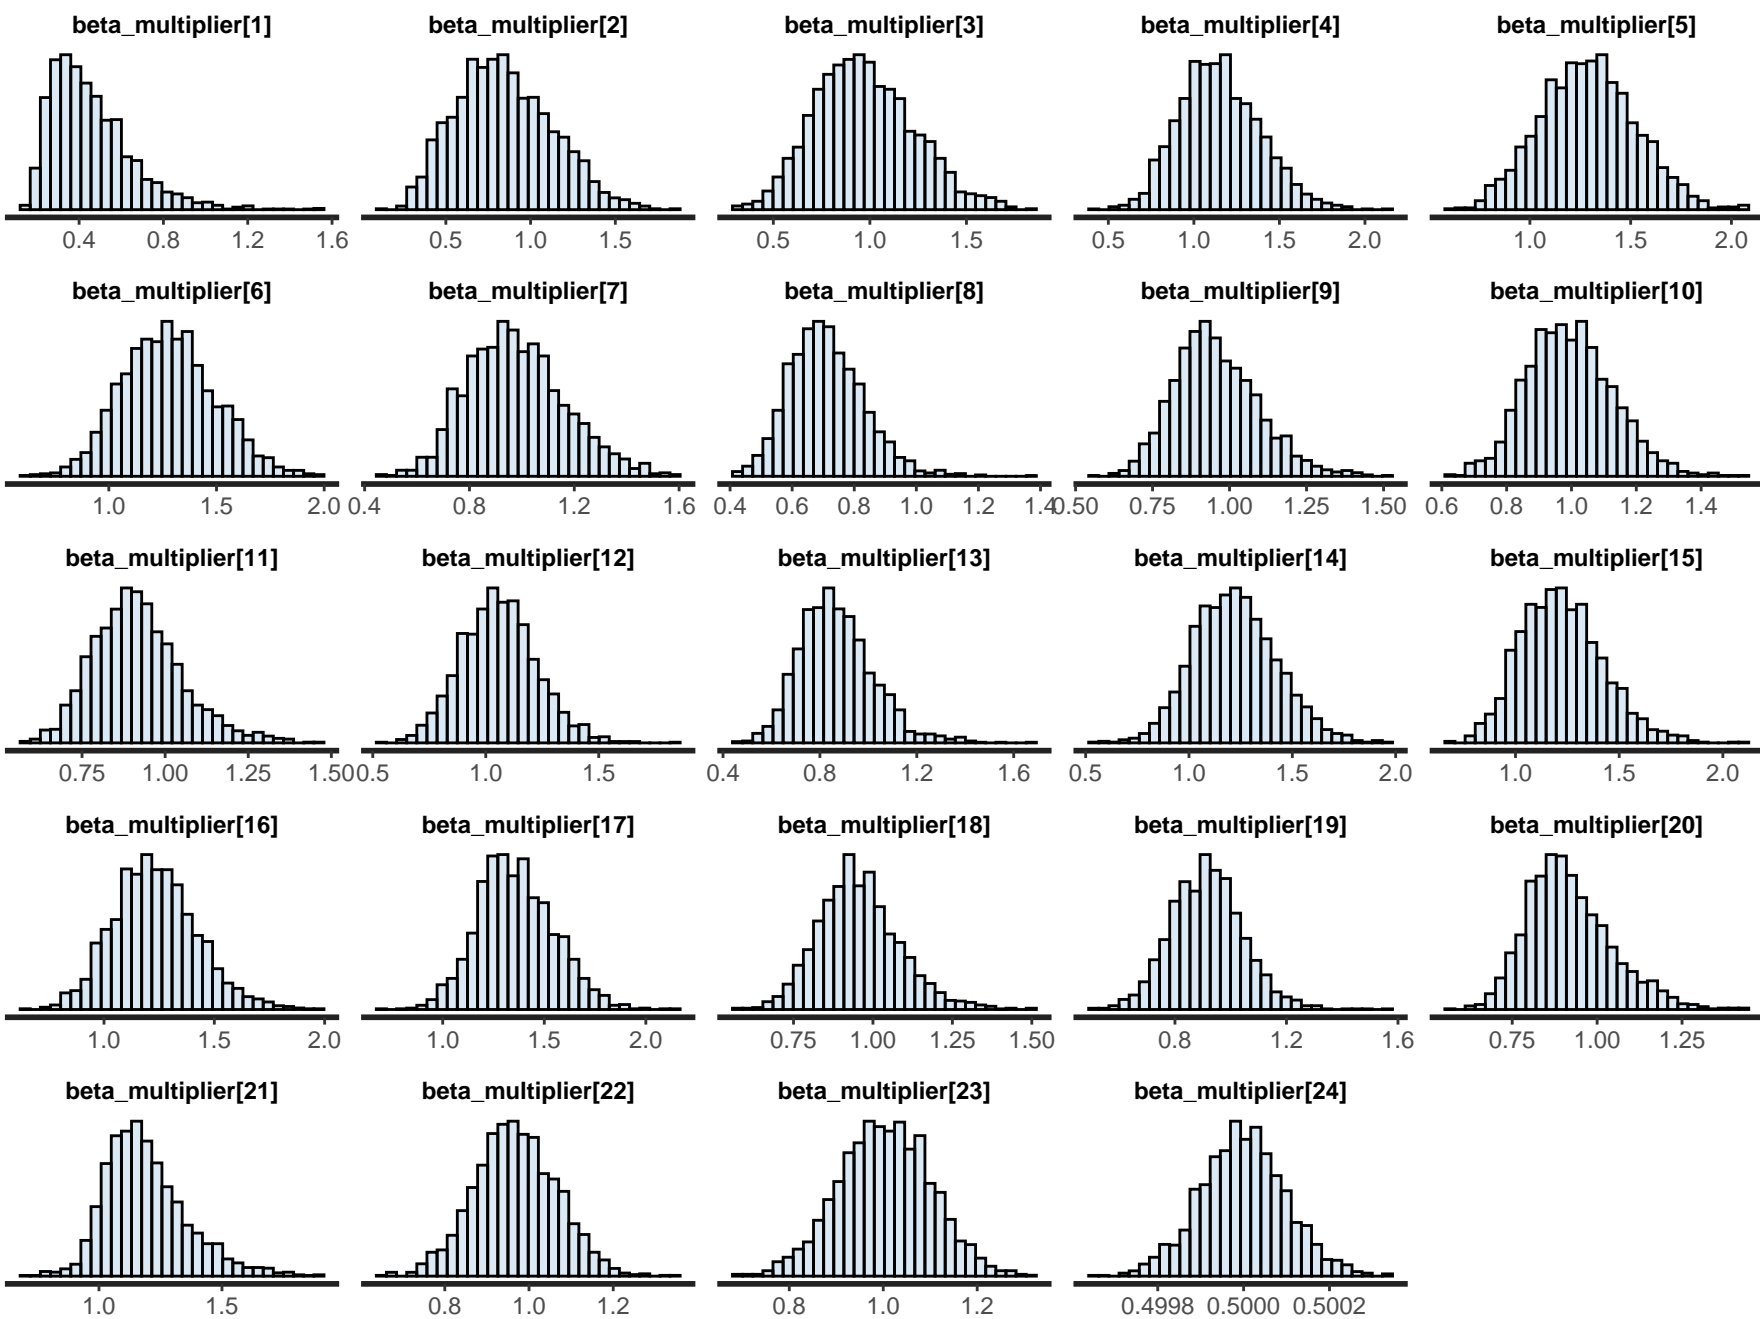 beta_multiplier[1] beta_multiplier[2] beta_multiplier[3] beta_multiplier[4] beta_multiplier[5]
0.4 0.8 1.2 1.6 0.5 1.0 1.5 0.5 1.0 1.5 0.5 1.0 1.5 2.0 1.0 1.5 2.0
beta_multiplier[6] beta_multiplier[7] beta_multiplier[8] beta_multiplier[9] beta_multiplier[10]
1.0 1.5 2.0 0.4 0.8 1.2 1.6 0.4 0.6 0.8 1.0 1.2 1.4 0.50 0.75 1.00 1.25 1.50 0.6 0.8 1.0 1.2 1.4
beta_multiplier[11] beta_multiplier[12] beta_multiplier[13] beta_multiplier[14] beta_multiplier[15]
0.75 1.00 1.25 1.50 0.5 1.0 1.5 0.4 0.8 1.2 1.6 0.5 1.0 1.5 2.0 1.0 1.5 2.0
beta_multiplier[16] beta_multiplier[17] beta_multiplier[18] beta_multiplier[19] beta_multiplier[20]
1.0 1.5 2.0 1.0 1.5 2.0 0.75 1.00 1.25 1.50 0.8 1.2 1.6 0.75 1.00 1.25
beta_multiplier[21] beta_multiplier[22] beta_multiplier[23] beta_multiplier[24]
1.0 1.5 0.8 1.0 1.2 0.8 1.0 1.2 0.4998 0.5000 0.5002